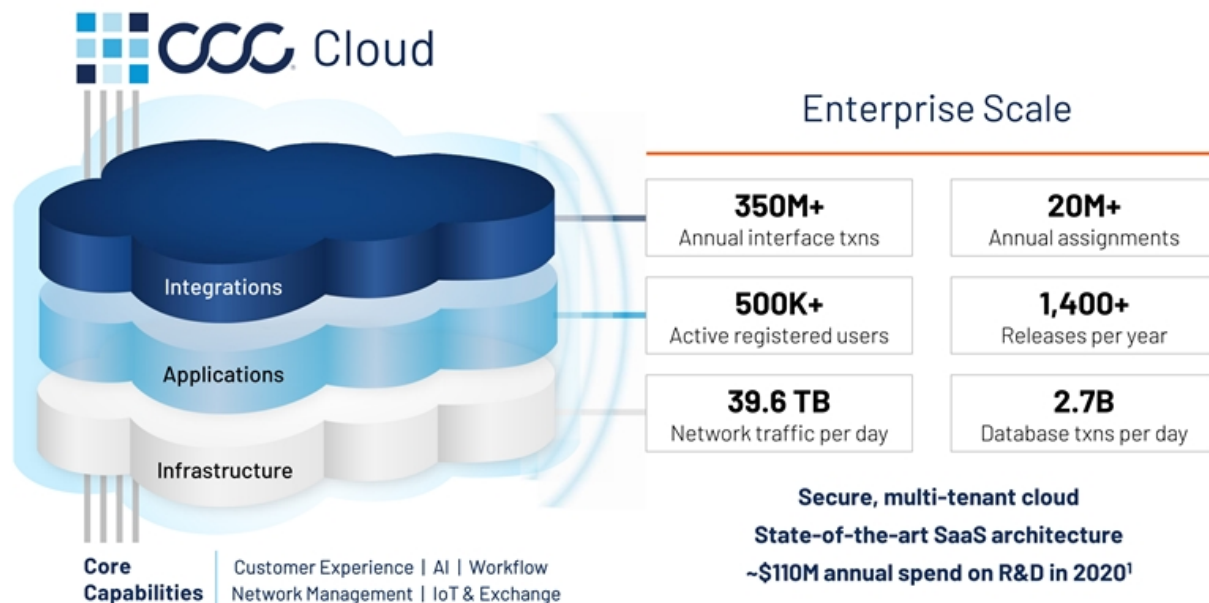 CCC Cloud
Enterprise Scale
350M+
Annual interface txns
20M+
Annual assignments
Integrations
500K+
Active registered users
1,400+
Releases per year
Applications
39.6 TB
Network traffic per day
2.7B
Database txns per day
Infrastructure
Secure, multi-tenant cloud
State-of-the-art SaaS architecture
~$110M annual spend on R&D in 2020¹
Core
Capabilities
Customer Experience | AI | Workflow
Network Management | IoT & Exchange